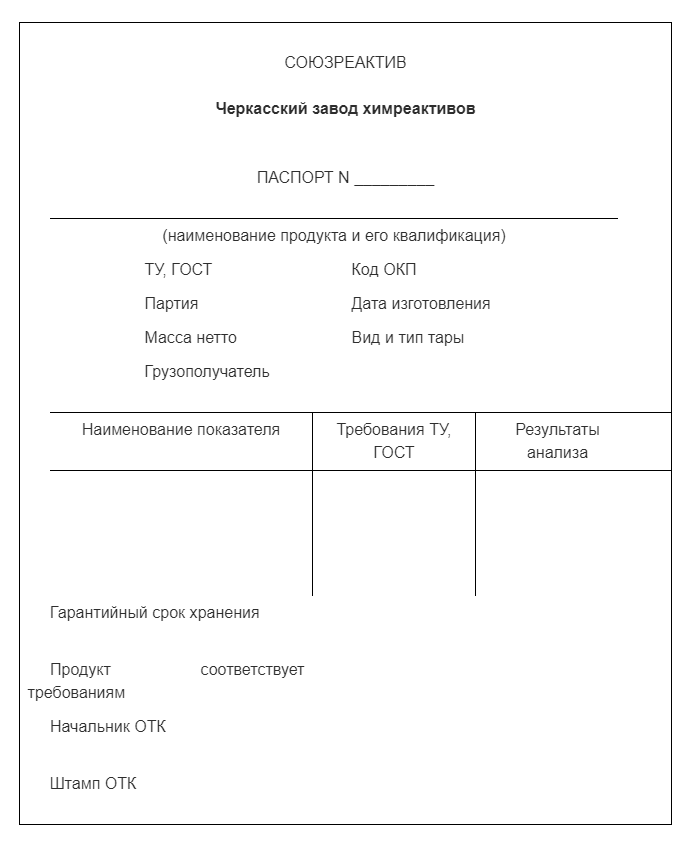 СОЮЗРЕАКТИВ
Черкасский завод химреактивов
ПАСПОРТ N _________
(наименование продукта и его квалификация)
ТУ, ГОСТ Код ОКП
Партия Дата изготовления
Масса нетто Вид и тип тары
Грузополучатель
Наименование показателя Требования ТУ, Результаты
ГОСТ анализа
Гарантийный срок хранения
Продукт соответствует
требованиям
Начальник ОТК
Штамп ОТК